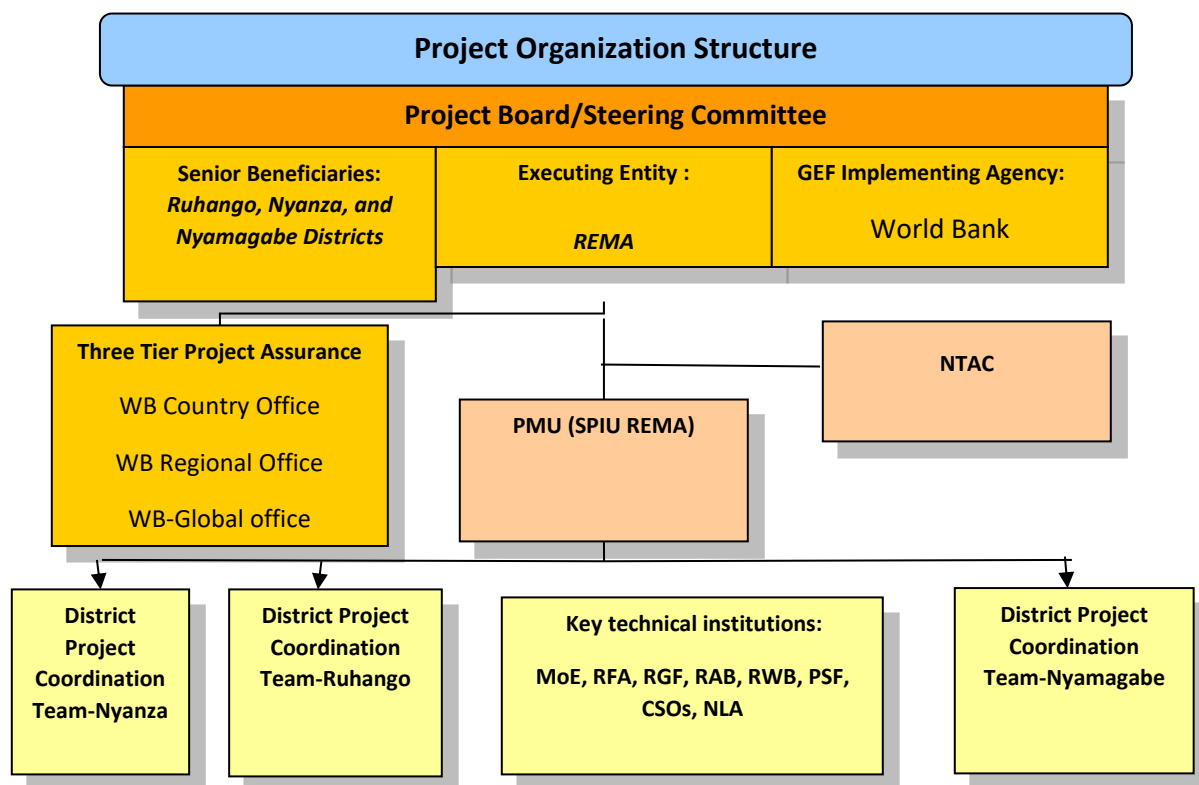 Project Organization Structure
Project Board/Steering Committee
Senior Beneficiaries:
Ruhango, Nyanza, and
Nyamagabe Districts
Executing Entity :
REMA
GEF Implementing Agency:
World Bank
Three Tier Project Assurance
WB Country Office
WB Regional Office
WB-Global office
NTAC
PMU (SPIU REMA)
District
Project
Coordination
Team-Nyanza
District Project
Coordination
Team-Ruhango
Key technical institutions:
MoE, RFA, RGF, RAB, RWB, PSF,
CSOs, NLA
District Project
Coordination
Team-Nyamagabe